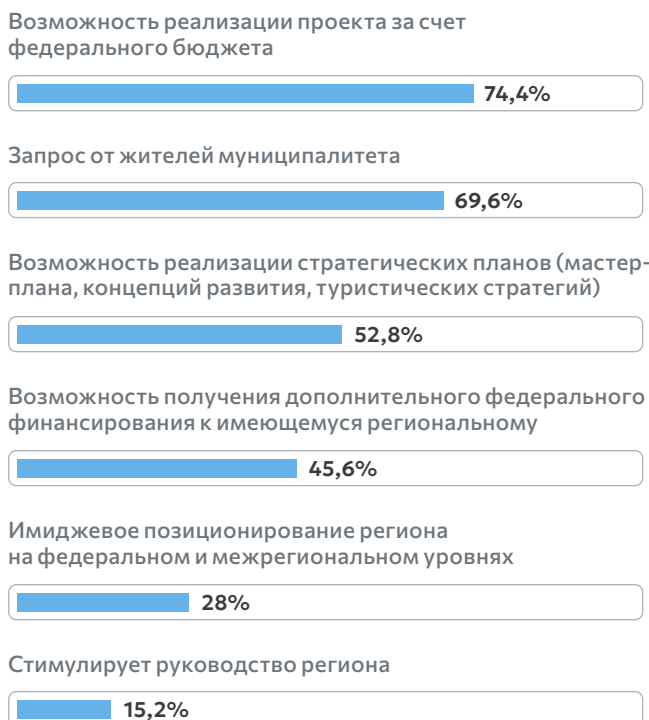 Возможность реализации проекта за счет
федерального бюджета
74,4%
Запрос от жителей муниципалитета
69,6%
Возможность реализации стратегических планов (мастер-
плана, концепций развития, туристических стратегий)
52,8%
Возможность получения дополнительного федерального
финансирования к имеющемуся региональному
45,6%
Имиджевое позиционирование региона
на федеральном и межрегиональном уровнях
28%
Стимулирует руководство региона
15,2%